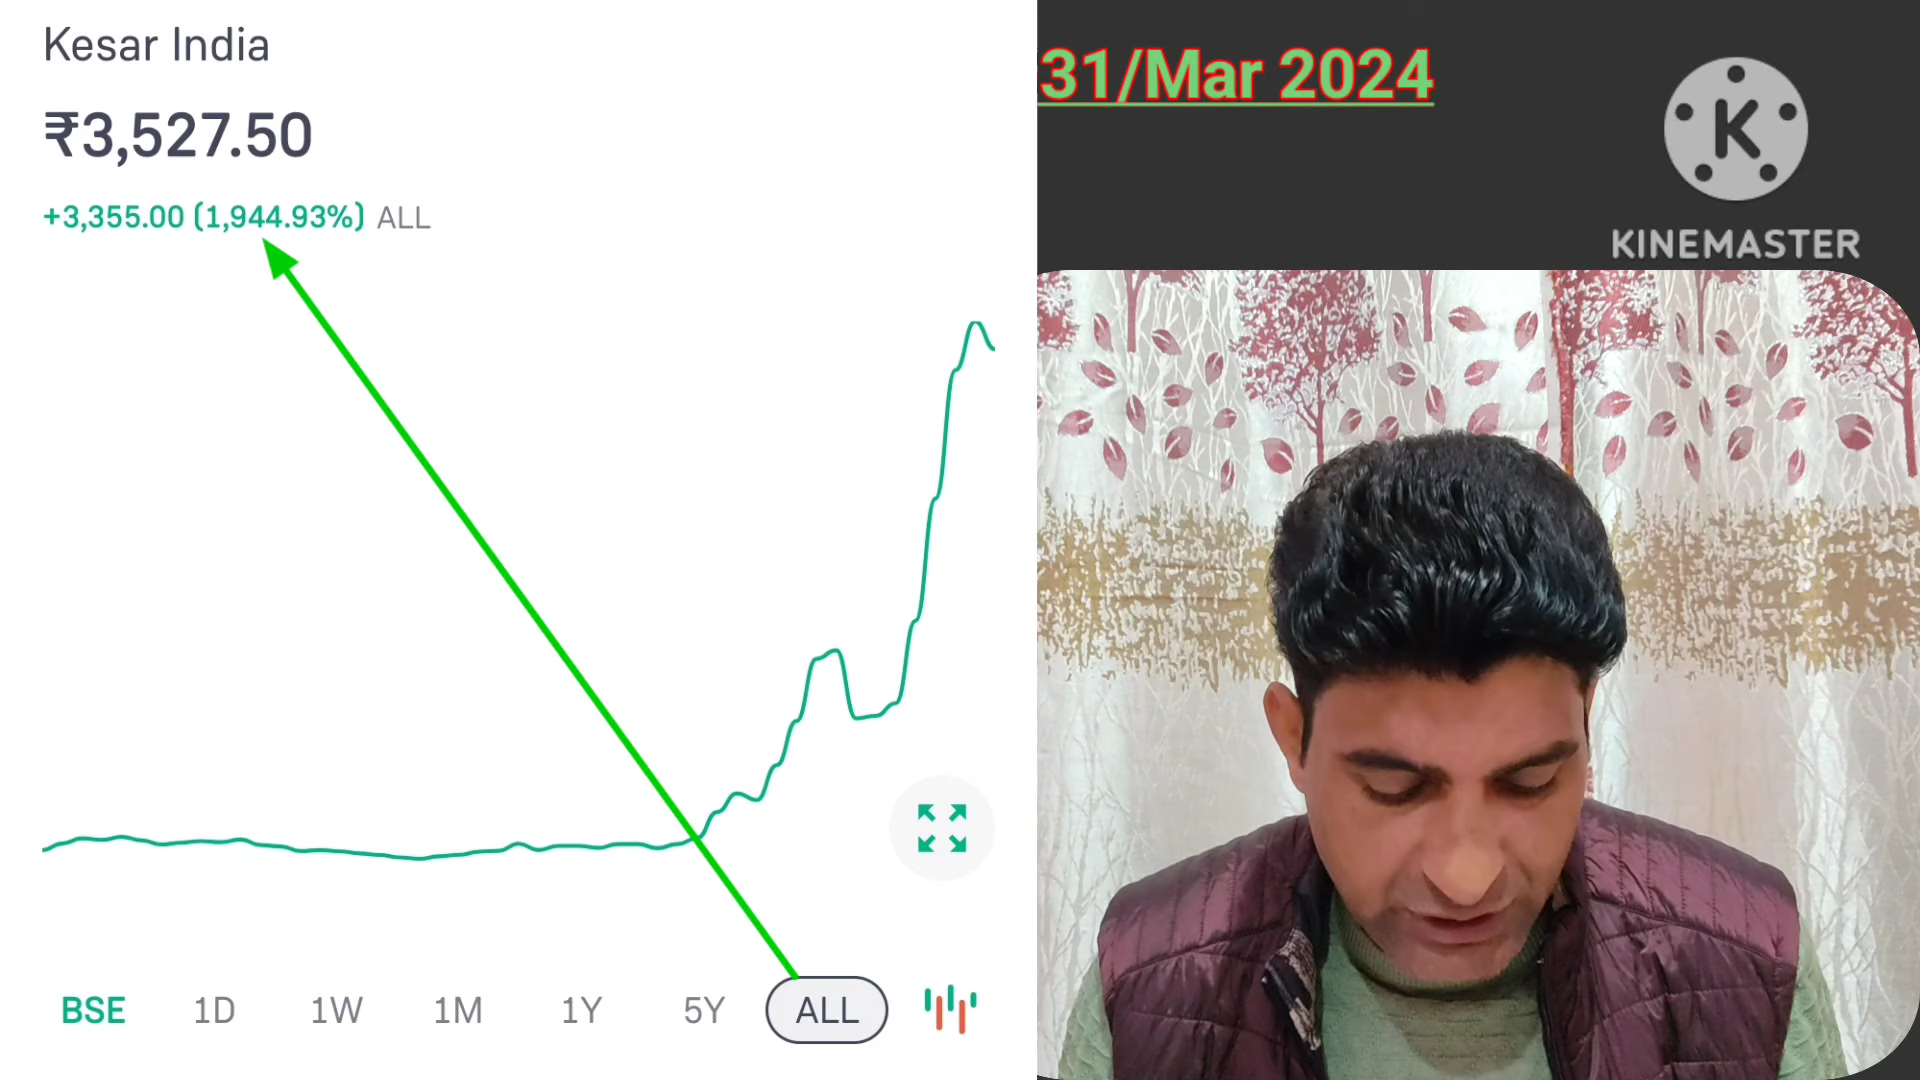 Kesar India
₹3,527.50
+3,355.00 (1,944.93%) ALL
BSE 1D 1W 1M 1Y 5Y ALL
31/Mar 2024
K
KINEMASTER